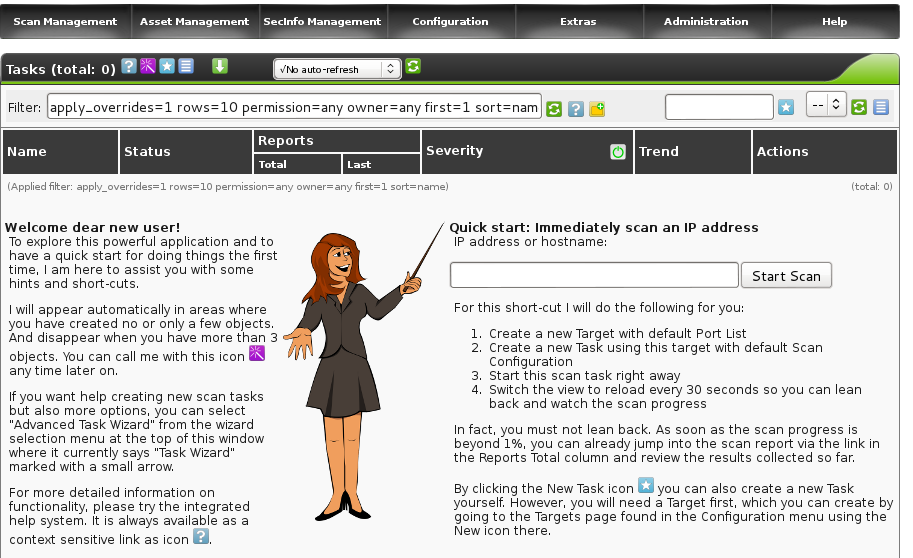 Scan Management Asset Management SecInfo Management Configuration Extras Administration Help
Tasks (total: 0) √No auto-refresh
Filter: apply_overrides=1 rows=10 permission=any owner=any first=1 sort=nam --
Name Status Reports Severity Trend Actions
Total Last
(Applied filter: apply_overrides=1 rows=10 permission=any owner=any first=1 sort=name) (total: 0)
Welcome dear new user!
To explore this powerful application and to
have a quick start for doing things the first
time, I am here to assist you with some
hints and short-cuts.
I will appear automatically in areas where
you have created no or only a few objects.
And disappear when you have more than 3
objects. You can call me with this icon
any time later on.
If you want help creating new scan tasks
but also more options, you can select
"Advanced Task Wizard" from the wizard
selection menu at the top of this window
where it currently says "Task Wizard"
marked with a small arrow.
For more detailed information on
functionality, please try the integrated
help system. It is always available as a
context sensitive link as icon ?.
Quick start: Immediately scan an IP address
IP address or hostname:
Start Scan
For this short-cut I will do the following for you:
1. Create a new Target with default Port List
2. Create a new Task using this target with default Scan
Configuration
3. Start this scan task right away
4. Switch the view to reload every 30 seconds so you can lean
back and watch the scan progress
In fact, you must not lean back. As soon as the scan progress is
beyond 1%, you can already jump into the scan report via the link in
the Reports Total column and review the results collected so far.
By clicking the New Task icon you can also create a new Task
yourself. However, you will need a Target first, which you can create by
going to the Targets page found in the Configuration menu using the
New icon there.